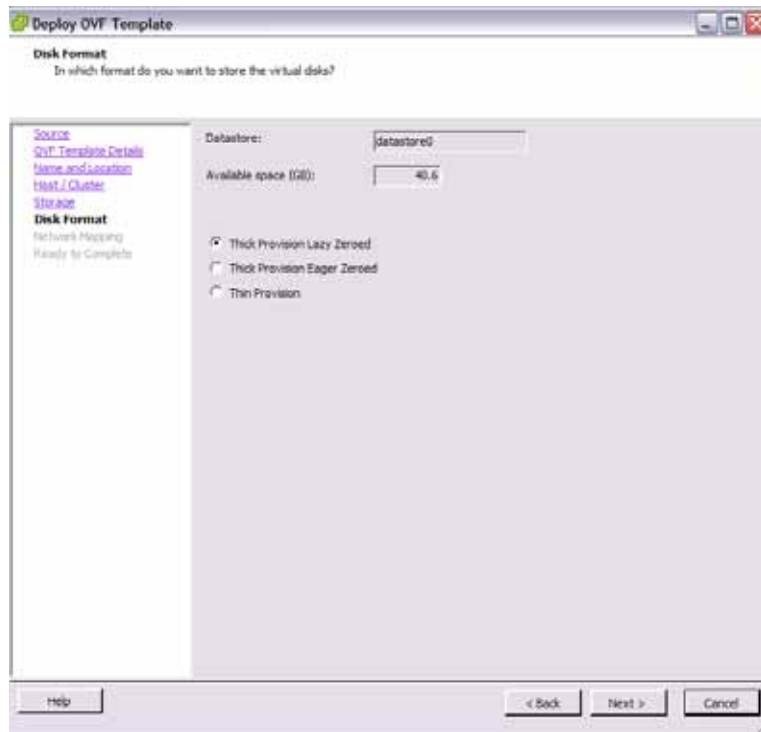 Deploy OVF Template
Disk Format
In which format do you want to store the virtual disks?
Source
OVF Template Details
Name and Location
Host / Cluster
Storage
Disk Format
Network Mapping
Ready to Complete
Datastore:
datastore0
Available space (GB):
40.6
Thick Provision Lazy Zeroed
Thick Provision Eager Zeroed
Thin Provision
Help
< Back
Next >
Cancel